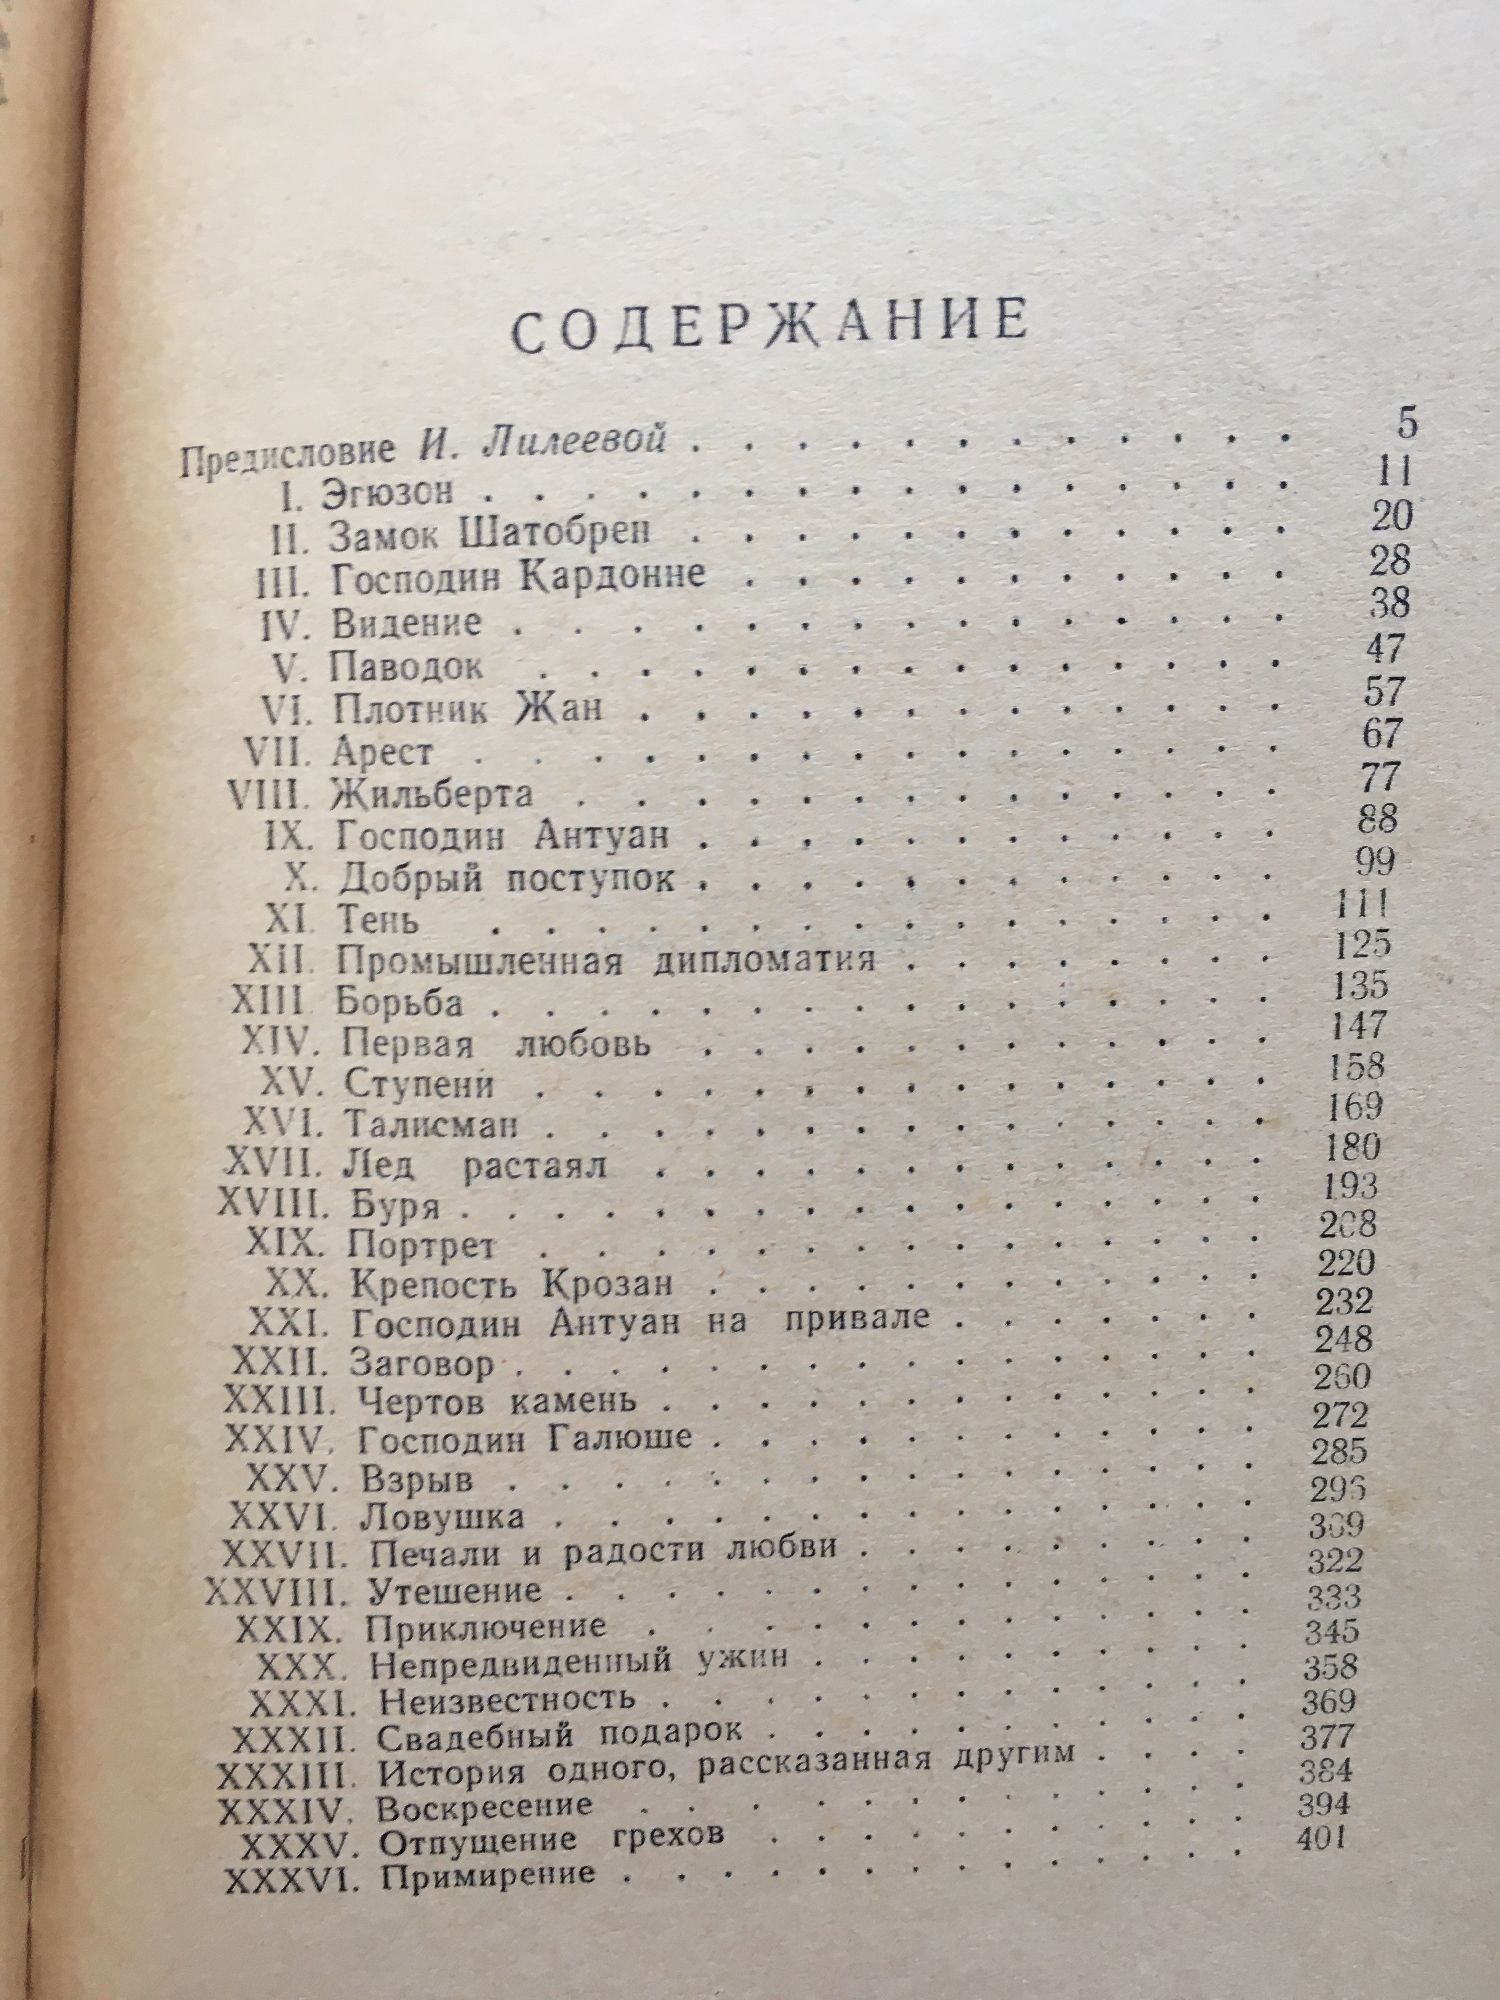 СОДЕРЖАНИЕ
Предисловие И. Лилеевой . . . . . . . . . . . . 5
I. Эгюзон . . . . . . . . . . . . . . . . 11
II. Замок Шатобрен . . . . . . . . . . . . 20
III. Господин Кардонне . . . . . . . . . . . 28
IV. Видение . . . . . . . . . . . . . . . 38
V. Паводок . . . . . . . . . . . . . . . 47
VI. Плотник Жан . . . . . . . . . . . . . 57
VII. Арест . . . . . . . . . . . . . . . . 67
VIII. Жильберта . . . . . . . . . . . . . . 77
IX. Господин Антуан . . . . . . . . . . . . 88
X. Добрый поступок . . . . . . . . . . . . 99
XI. Тень . . . . . . . . . . . . . . . . 111
XII. Промышленная дипломатия . . . . . . . . 125
XIII. Борьба . . . . . . . . . . . . . . . 135
XIV. Первая любовь . . . . . . . . . . . . 147
XV. Ступени . . . . . . . . . . . . . . . 158
XVI. Талисман . . . . . . . . . . . . . . . 169
XVII. Лед растаял . . . . . . . . . . . . . 180
XVIII. Буря . . . . . . . . . . . . . . . . 193
XIX. Портрет . . . . . . . . . . . . . . . 208
XX. Крепость Крозан . . . . . . . . . . . . 220
XXI. Господин Антуан на привале . . . . . . . 232
XXII. Заговор . . . . . . . . . . . . . . . 248
XXIII. Чертов камень . . . . . . . . . . . . . 260
XXIV. Господин Галюше . . . . . . . . . . . . 272
XXV. Взрыв . . . . . . . . . . . . . . . . 285
XXVI. Ловушка . . . . . . . . . . . . . . . 296
XXVII. Печали и радости любви . . . . . . . . . 309
XXVIII. Утешение . . . . . . . . . . . . . . . 322
XXIX. Приключение . . . . . . . . . . . . . 333
XXX. Непредвиденный ужин . . . . . . . . . . 345
XXXI. Неизвестность . . . . . . . . . . . . . 358
XXXII. Свадебный подарок . . . . . . . . . . . 369
XXXIII. История одного, рассказанная другим . . . . 377
XXXIV. Воскресение . . . . . . . . . . . . . 384
XXXV. Отпущение грехов . . . . . . . . . . . 394
XXXVI. Примирение . . . . . . . . . . . . . . 401